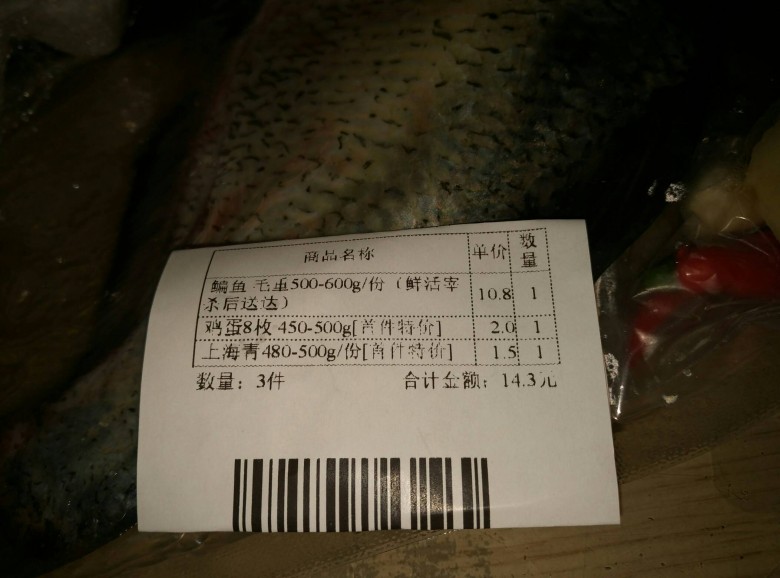 商品名称 单价 数量
鳊鱼 毛重500-600g/份（鲜活宰杀后送达） 10.8 1
鸡蛋8枚 450-500g[首件特价] 2.0 1
上海青480-500g/份[首件特价] 1.5 1
数量：3件 合计金额：14.3元